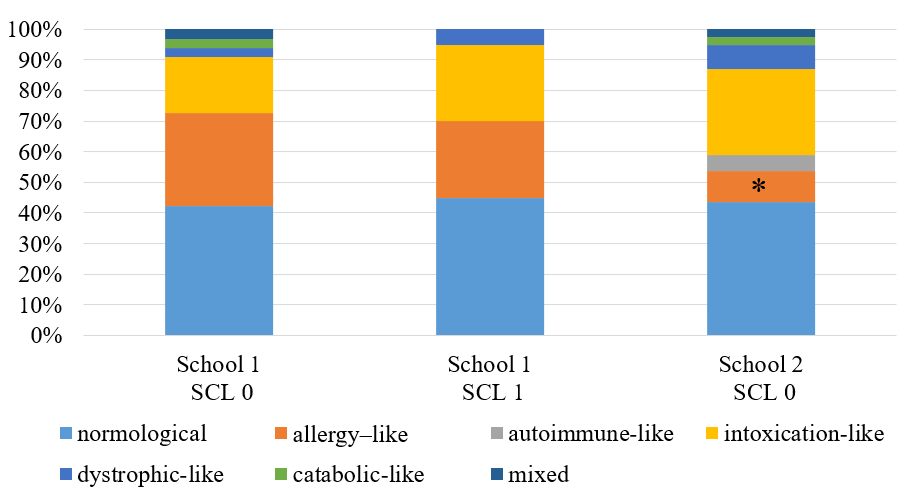 100%
90%
80%
70%
60%
50%
40%
30%
20%
10%
0%
*
School 1
SCL 0
School 1
SCL 1
School 2
SCL 0
normological
allergy–like
autoimmune-like
intoxication-like
dystrophic-like
catabolic-like
mixed